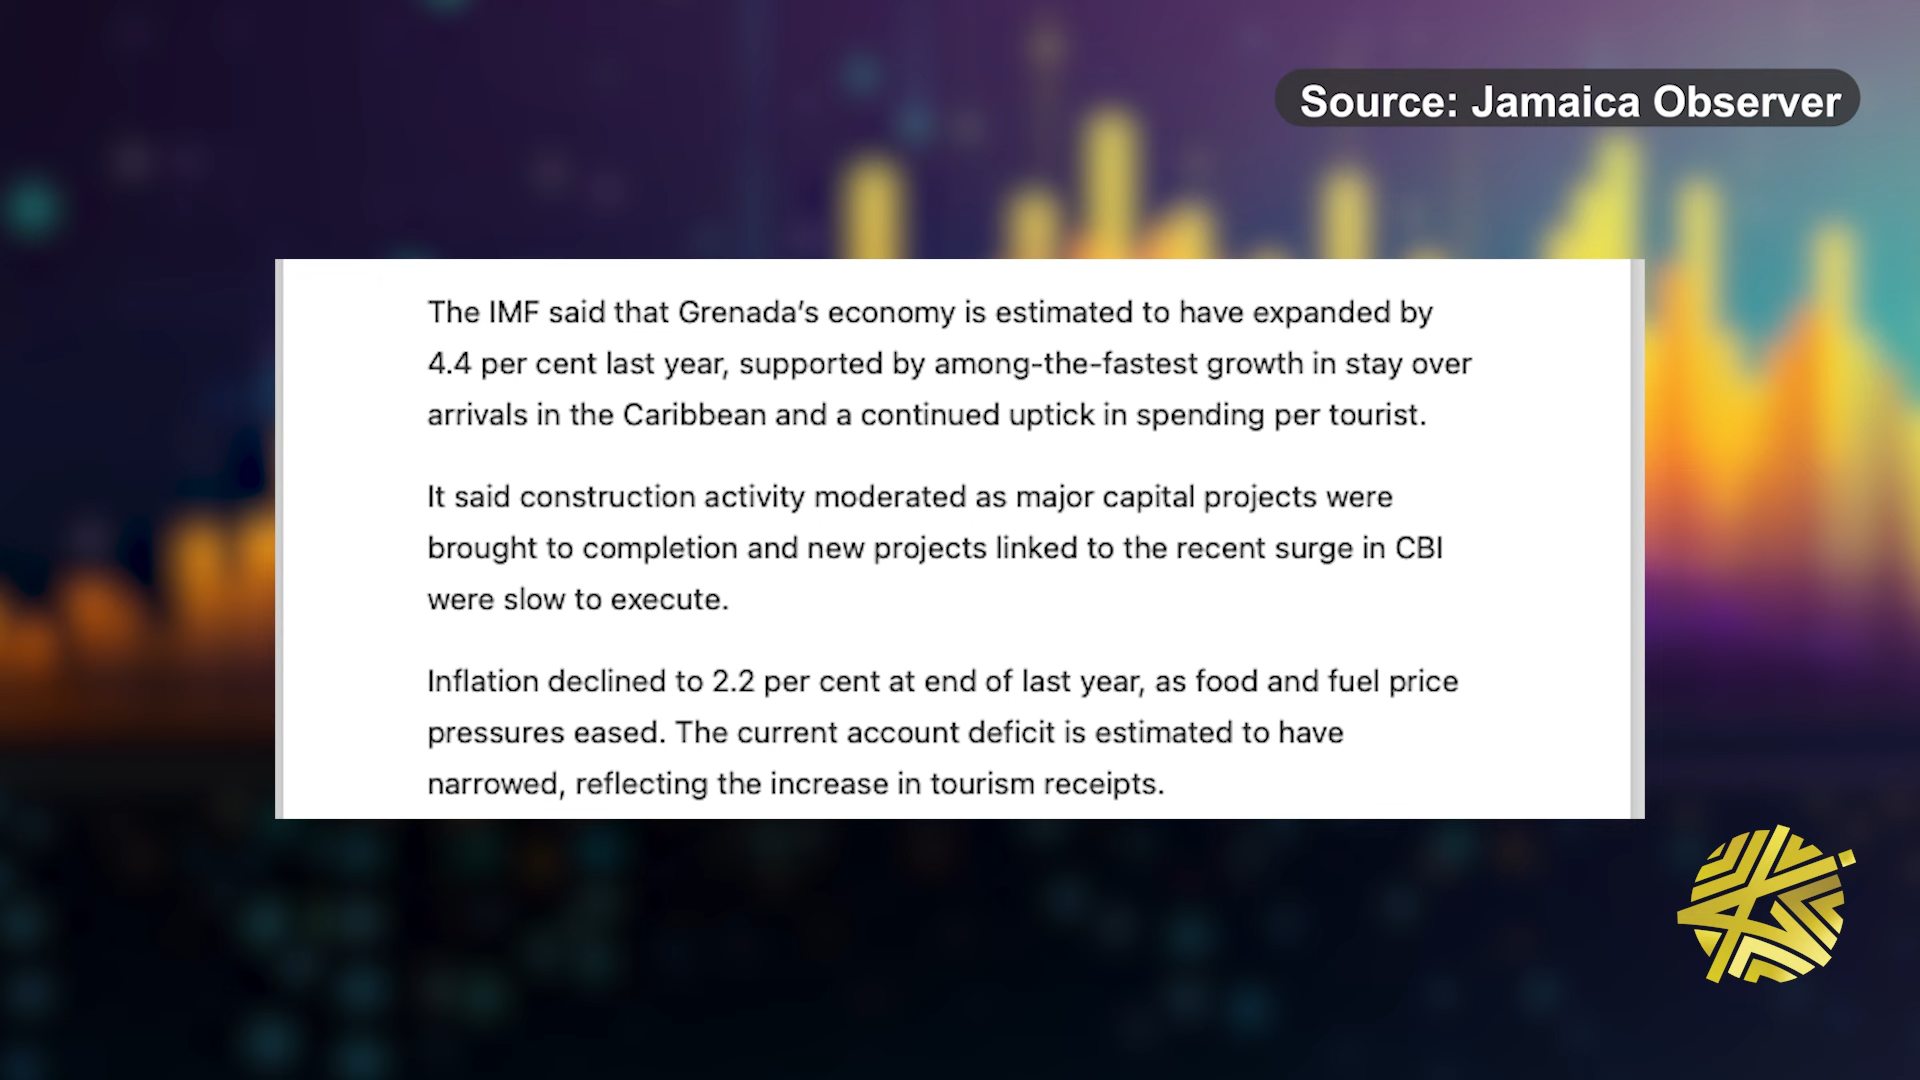 Source: Jamaica Observer
The IMF said that Grenada’s economy is estimated to have expanded by
4.4 per cent last year, supported by among-the-fastest growth in stay over
arrivals in the Caribbean and a continued uptick in spending per tourist.
It said construction activity moderated as major capital projects were
brought to completion and new projects linked to the recent surge in CBI
were slow to execute.
Inflation declined to 2.2 per cent at end of last year, as food and fuel price
pressures eased. The current account deficit is estimated to have
narrowed, reflecting the increase in tourism receipts.